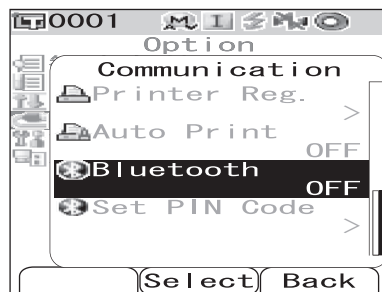 0001 M I
Option
Communication
Printer Reg.
>
Auto Print
OFF
Bluetooth
OFF
Set PIN Code
>
Select Back